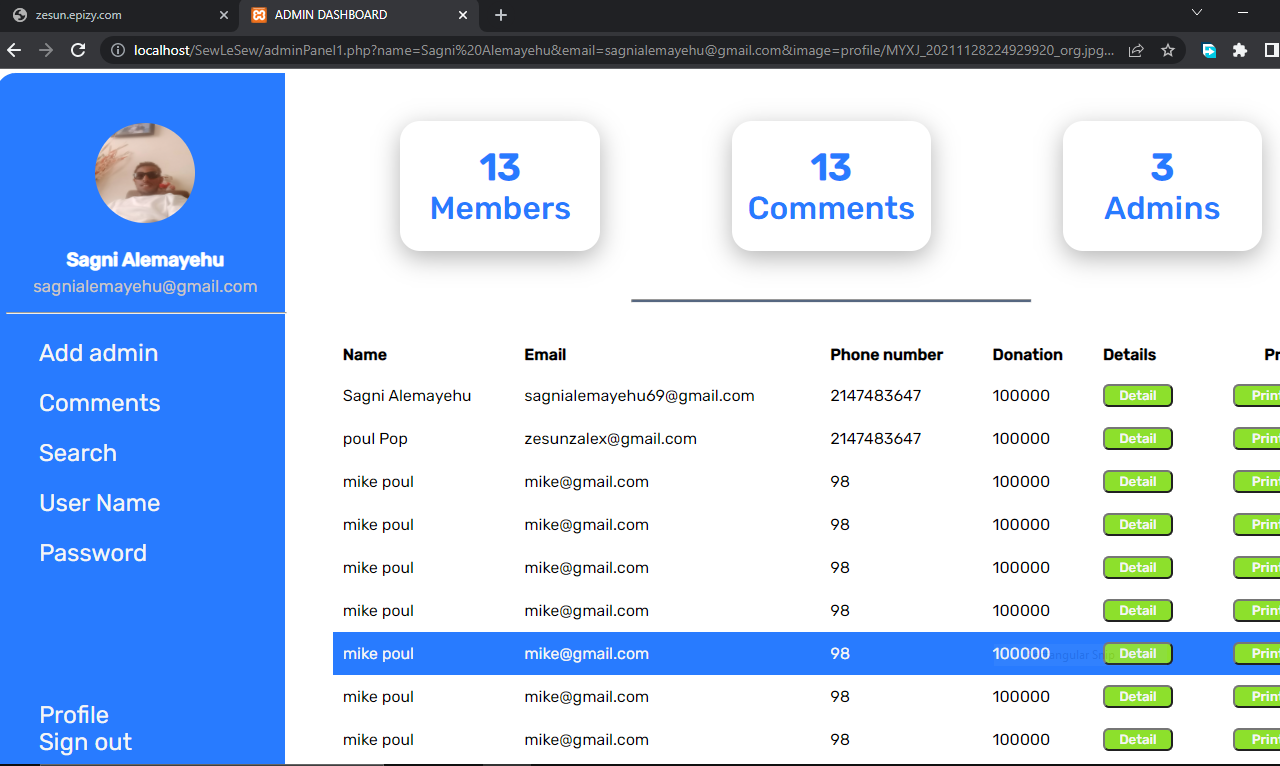 zesun.epizy.com
ADMIN DASHBOARD
localhost/SewLeSew/adminPanel1.php?name=Sagni%20Alemayehu&email=sagnialemayehu@gmail.com&image=profile/MYXJ_20211128224929920_org.jpg...
Sagni Alemayehu
sagnialemayehu@gmail.com
Add admin
Comments
Search
User Name
Password
Profile
Sign out
13
Members
13
Comments
3
Admins
Name Email Phone number Donation Details
Sagni Alemayehu sagnialemayehu69@gmail.com 2147483647 100000 Detail Print
poul Pop zesunzalex@gmail.com 2147483647 100000 Detail Print
mike poul mike@gmail.com 98 100000 Detail Print
mike poul mike@gmail.com 98 100000 Detail Print
mike poul mike@gmail.com 98 100000 Detail Print
mike poul mike@gmail.com 98 100000 Detail Print
mike poul mike@gmail.com 98 100000 Detail Print
mike poul mike@gmail.com 98 100000 Detail Print
mike poul mike@gmail.com 98 100000 Detail Print